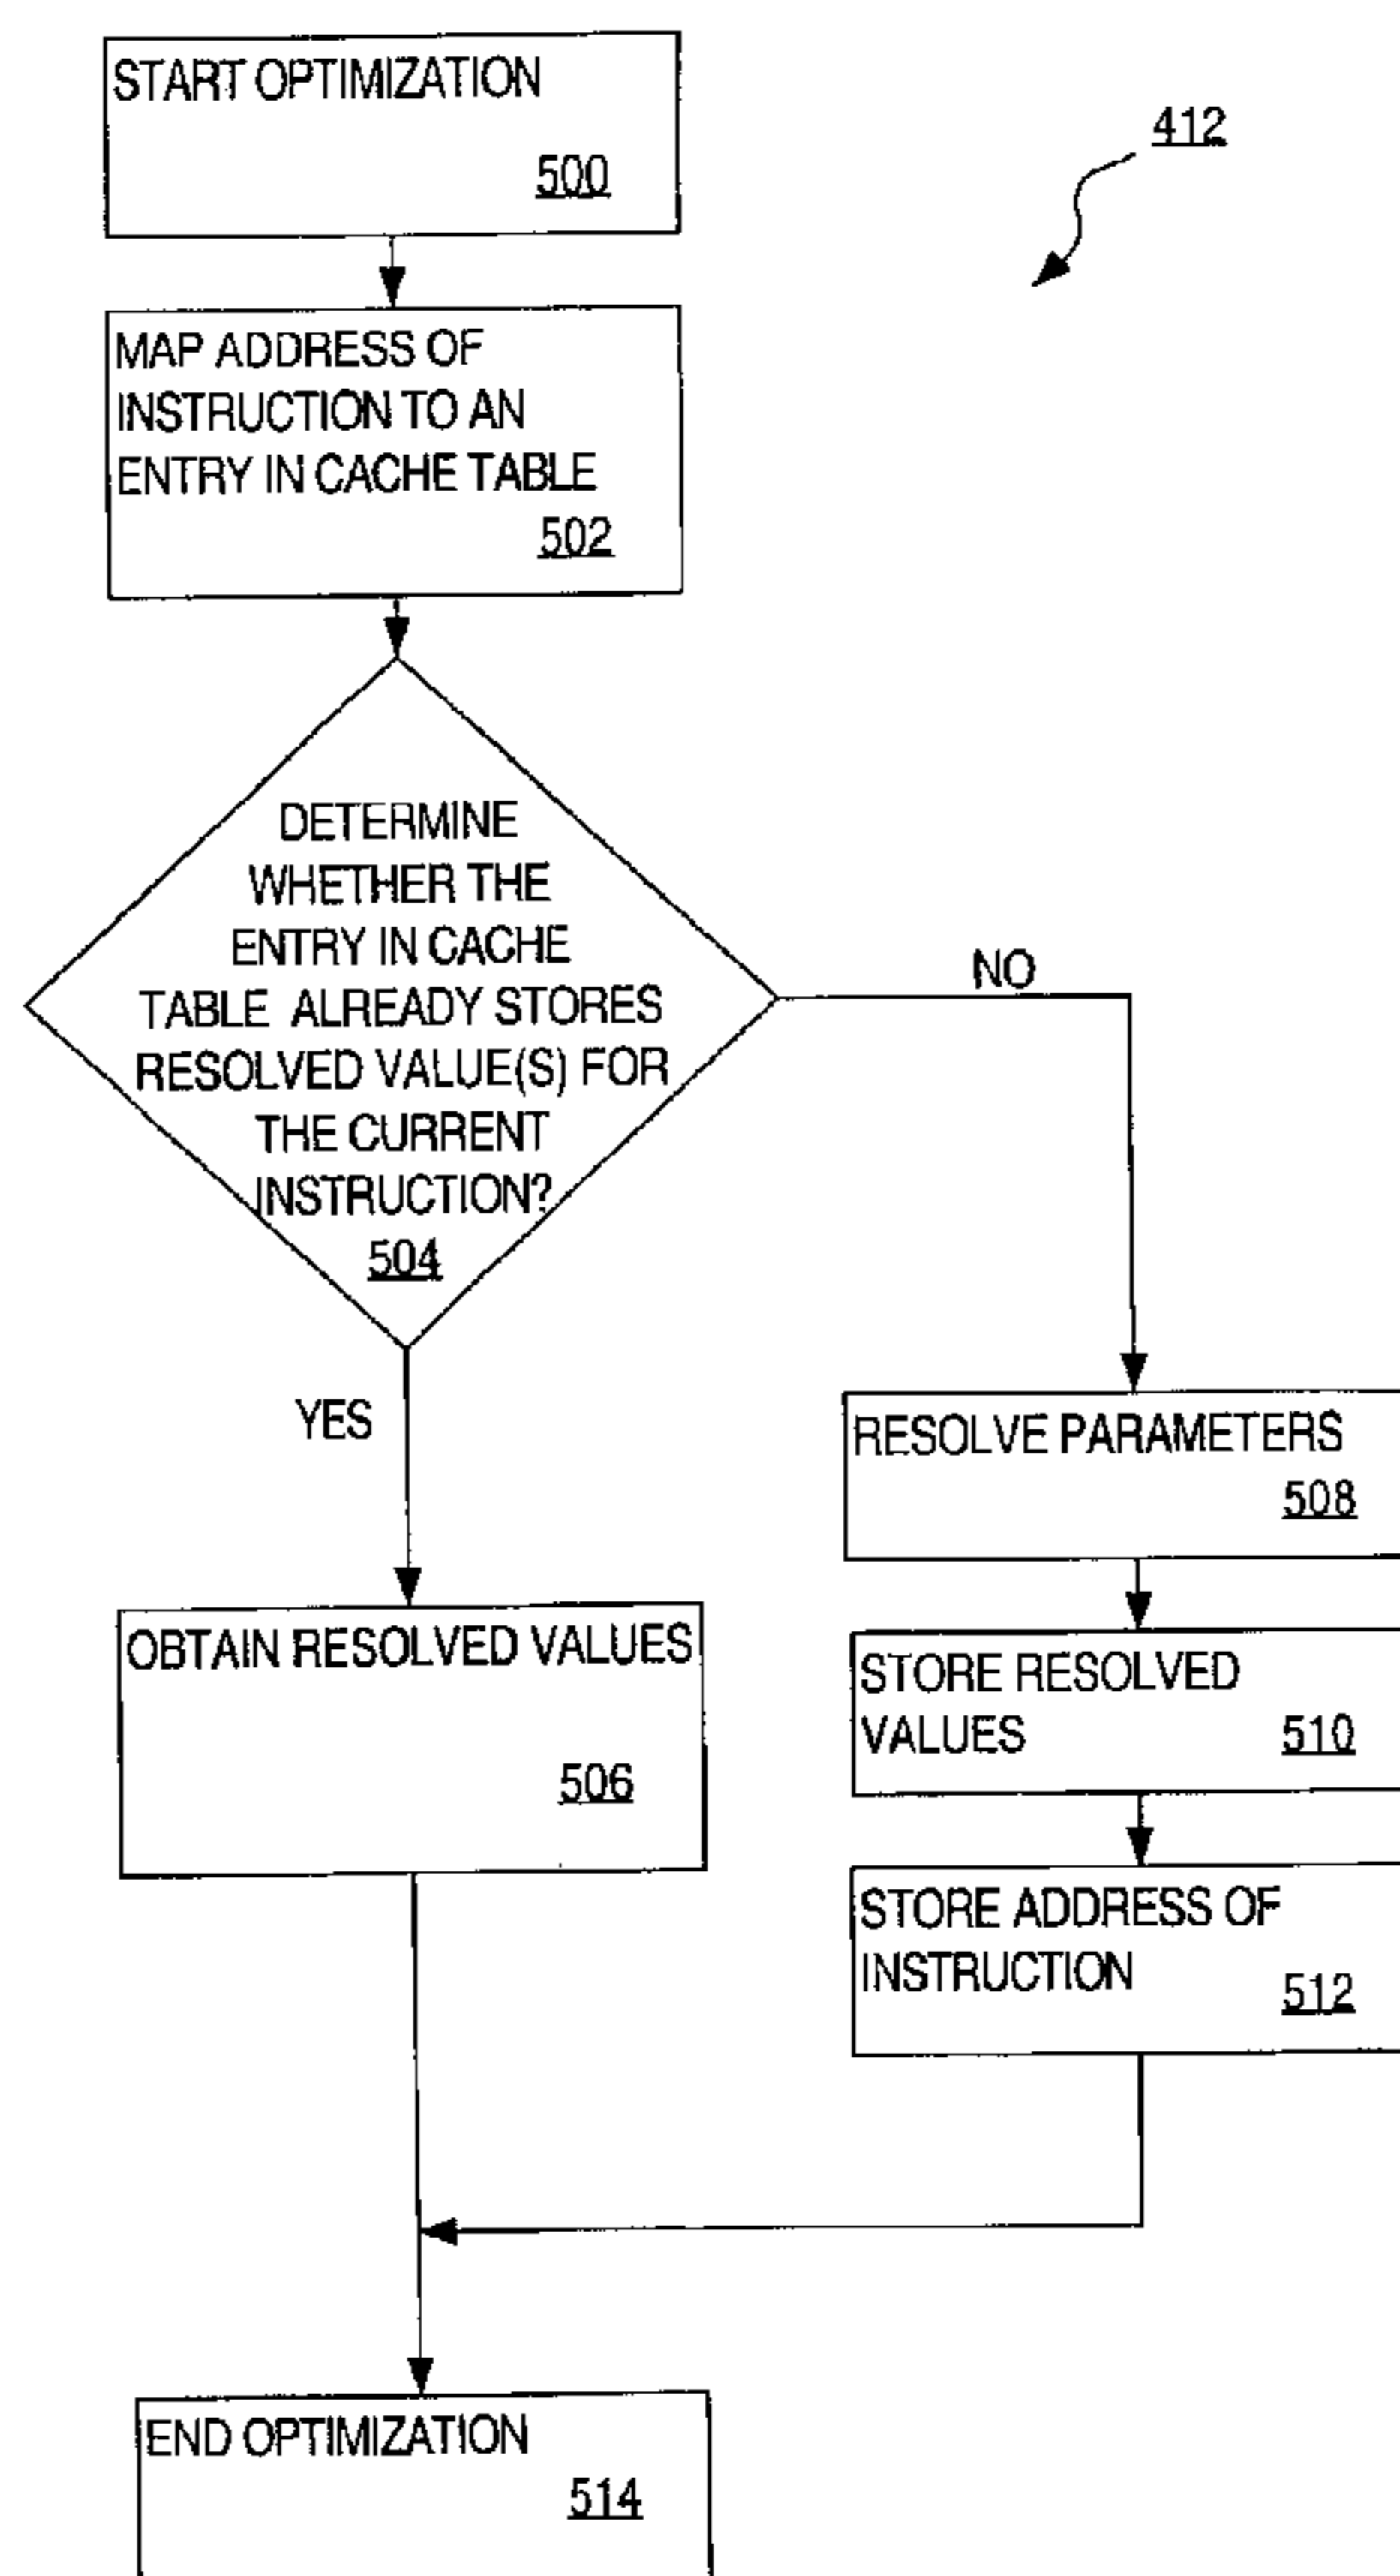 START OPTIMIZATION
500
412
MAP ADDRESS OF
INSTRUCTION TO AN
ENTRY IN CACHE TABLE
502
DETERMINE
WHETHER THE
ENTRY IN CACHE
TABLE ALREADY STORES
RESOLVED VALUE(S) FOR
THE CURRENT
INSTRUCTION?
504
NO
YES
RESOLVE PARAMETERS
508
OBTAIN RESOLVED VALUES
506
STORE RESOLVED
VALUES 510
STORE ADDRESS OF
INSTRUCTION 512
END OPTIMIZATION
514